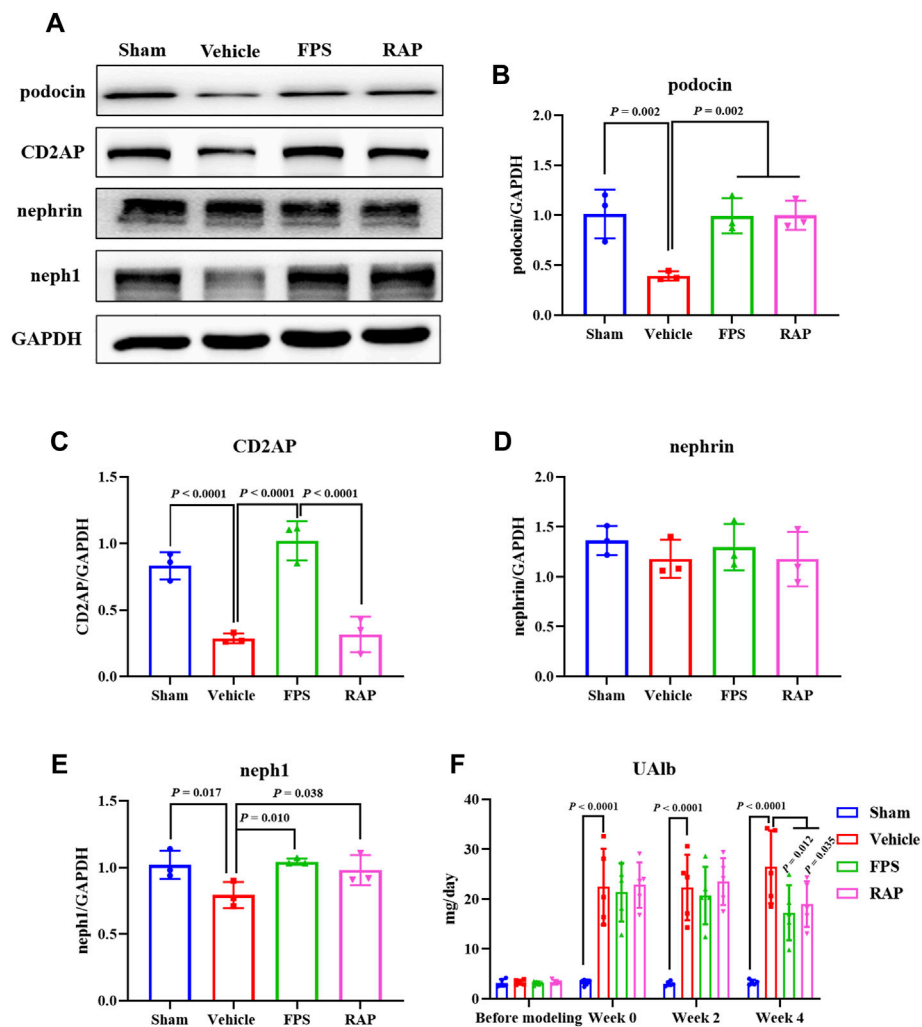 A
Sham Vehicle FPS RAP
podocin
CD2AP
nephrin
neph1
GAPDH
B
podocin
P = 0.002 P = 0.002
podocin/GAPDH
2.0
1.5
1.0
0.5
0.0
Sham Vehicle FPS RAP
C
CD2AP
P < 0.0001 P < 0.0001 P < 0.0001
CD2AP/GAPDH
1.5
1.0
0.5
0.0
Sham Vehicle FPS RAP
D
nephrin
nephrin/GAPDH
2.0
1.5
1.0
0.5
0.0
Sham Vehicle FPS RAP
E
neph1
P = 0.017 P = 0.038
P = 0.010
neph1/GAPDH
1.5
1.0
0.5
0.0
Sham Vehicle FPS RAP
F
UAlb
P < 0.0001 P < 0.0001 P < 0.0001
P = 0.012
P = 0.035
mg/day
40
30
20
10
0
Before modeling Week 0 Week 2 Week 4
Sham
Vehicle
FPS
RAP